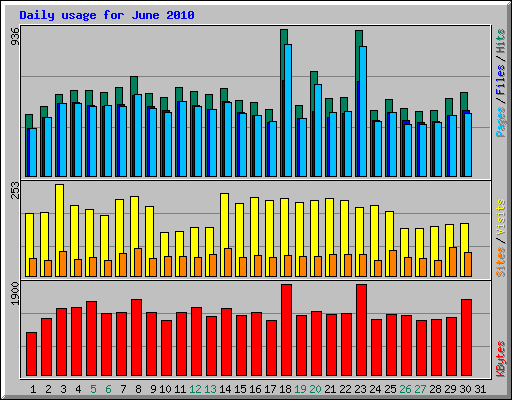 Daily usage for June 2010
936
Pages/Files/Hits
253
Sites/Visits
1900
KBytes
1 2 3 4 5 6 7 8 9 10 11 12 13 14 15 16 17 18 19 20 21 22 23 24 25 26 27 28 29 30 31